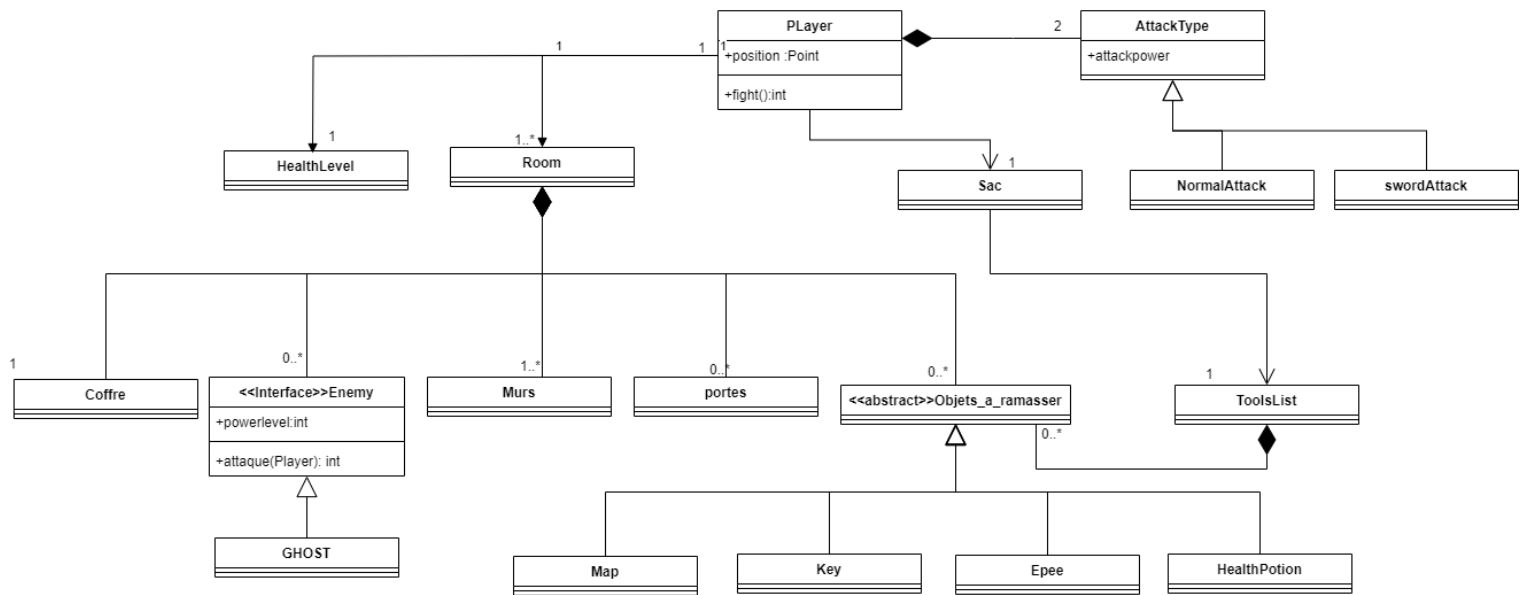 PLayer
2
AttackType
1
1
1
+position :Point
+attackpower
+fight():int
1
1..*
HealthLevel
Room
1
Sac
NormalAttack
swordAttack
1
0..*
1..*
0..*
0..*
1
Coffre
<<Interface>>Enemy
Murs
portes
<<abstract>>Objets_a_ramasser
ToolsList
+powerlevel:int
0..*
+attaque(Player): int
GHOST
Map
Key
Epee
HealthPotion